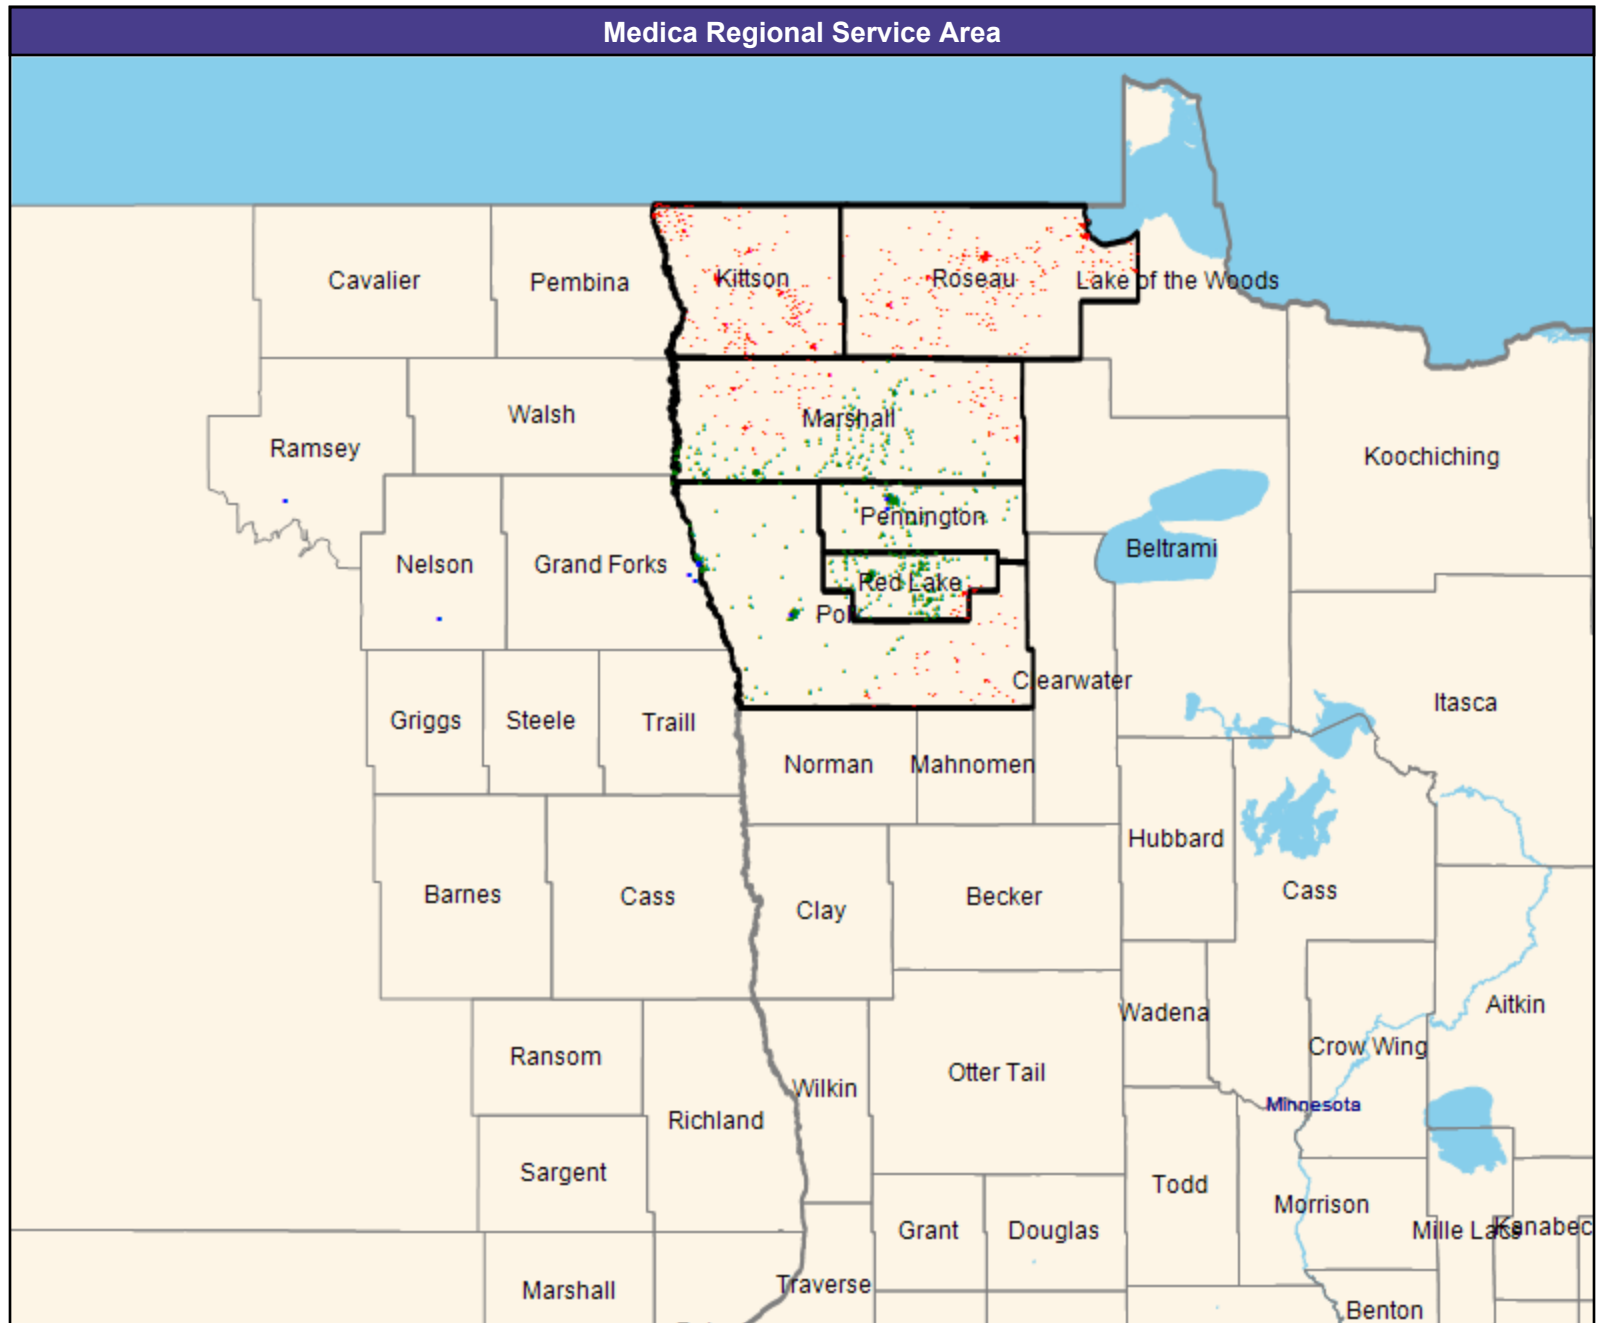 Medica Regional Service Area
Cavalier
Pembina
Kittson
Roseau
Lake of the Woods
Walsh
Marshall
Ramsey
Koochiching
Pennington
Beltrami
Nelson
Grand Forks
Red Lake
Polk
Clearwater
Itasca
Griggs
Steele
Traill
Norman
Mahnomen
Hubbard
Barnes
Cass
Clay
Becker
Cass
Wadena
Aitkin
Ransom
Crow Wing
Otter Tail
Wilkin
Minnesota
Richland
Sargent
Todd
Morrison
Grant
Douglas
Mille Lacs
Kanabec
Marshall
Traverse
Benton